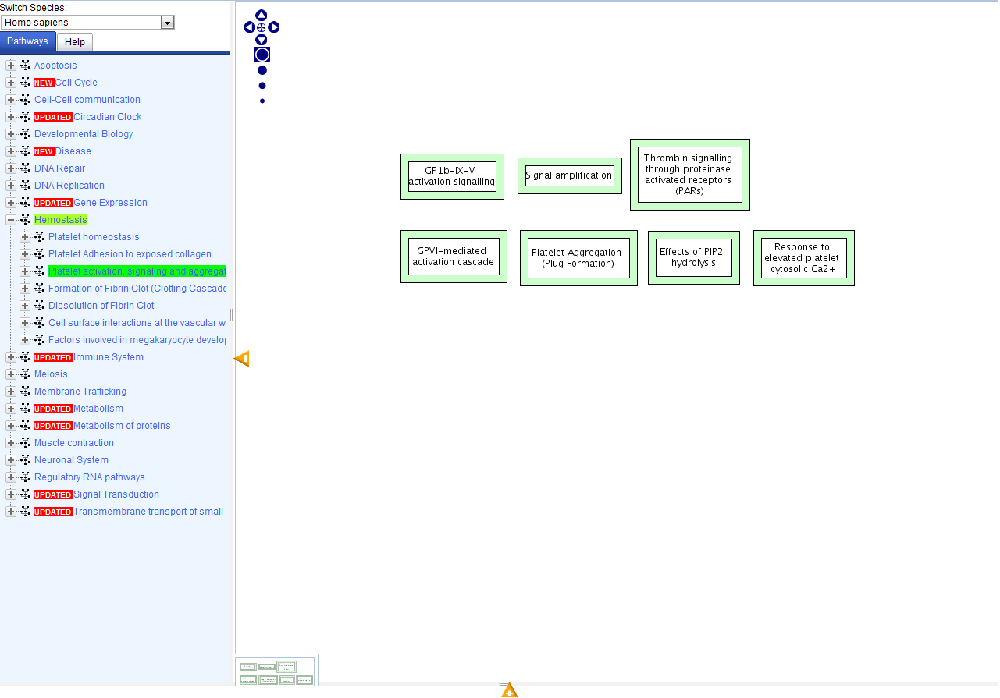 Switch Species:
Homo sapiens
Pathways Help
Apoptosis
NEW Cell Cycle
Cell-Cell communication
UPDATED Circadian Clock
Developmental Biology
NEW Disease
DNA Repair
DNA Replication
UPDATED Gene Expression
Hemostasis
Platelet homeostasis
Platelet Adhesion to exposed collagen
Platelet activation, signaling and aggregat
Formation of Fibrin Clot (Clotting Cascade
Dissolution of Fibrin Clot
Cell surface interactions at the vascular w
Factors involved in megakaryocyte develop
UPDATED Immune System
Meiosis
Membrane Trafficking
UPDATED Metabolism
UPDATED Metabolism of proteins
Muscle contraction
Neuronal System
Regulatory RNA pathways
UPDATED Signal Transduction
UPDATED Transmembrane transport of small
GP1b-IX-V
activation signalling
Signal amplification
Thrombin signalling
through proteinase
activated receptors
(PARs)
GPVI-mediated
activation cascade
Platelet Aggregation
(Plug Formation)
Effects of PIP2
hydrolysis
Response to
elevated platelet
cytosolic Ca2+